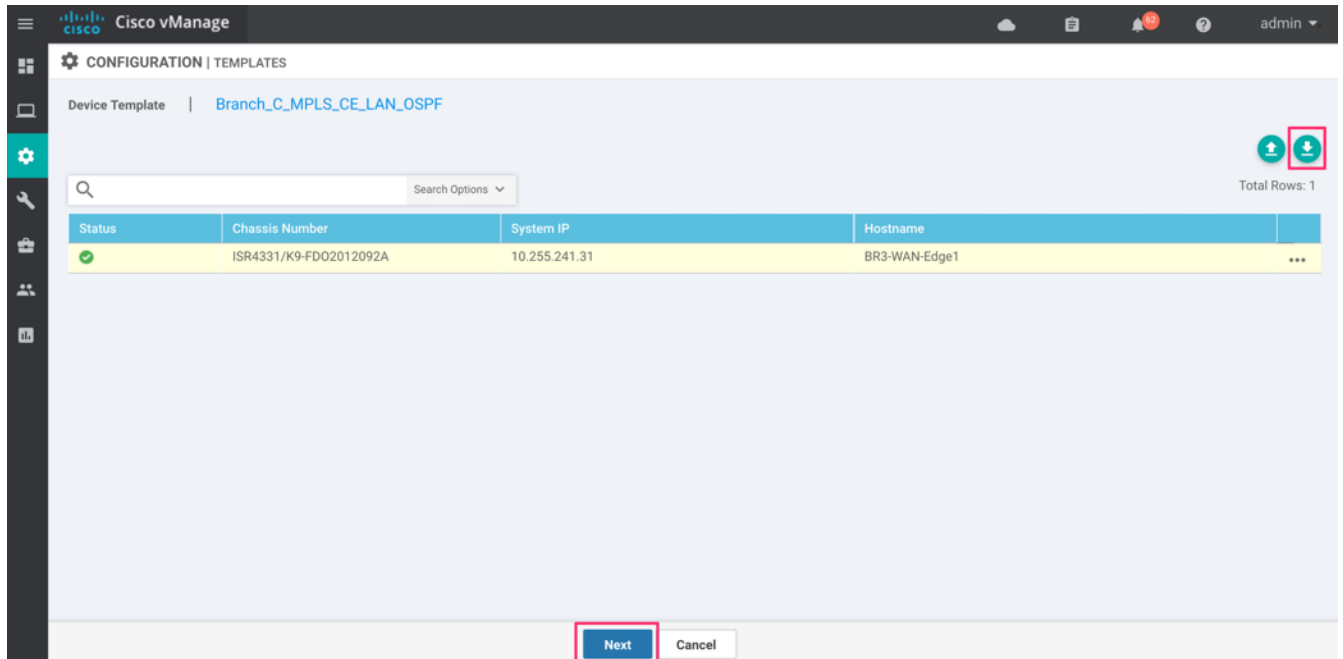 cisco Cisco vManage 62 admin
CONFIGURATION | TEMPLATES
Device Template | Branch_C_MPLS_CE_LAN_OSPF
Search Options Total Rows: 1
Status Chassis Number System IP Hostname
ISR4331/K9-FDO2012092A 10.255.241.31 BR3-WAN-Edge1
Next Cancel